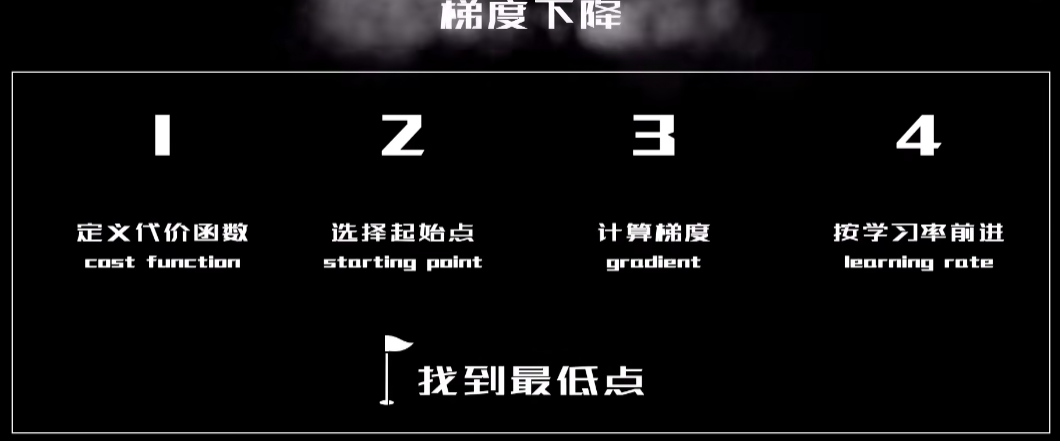 梯度下降
1
2
3
4
定义代价函数
cost function
选择起始点
starting point
计算梯度
gradient
按学习率前进
learning rate
找到最低点